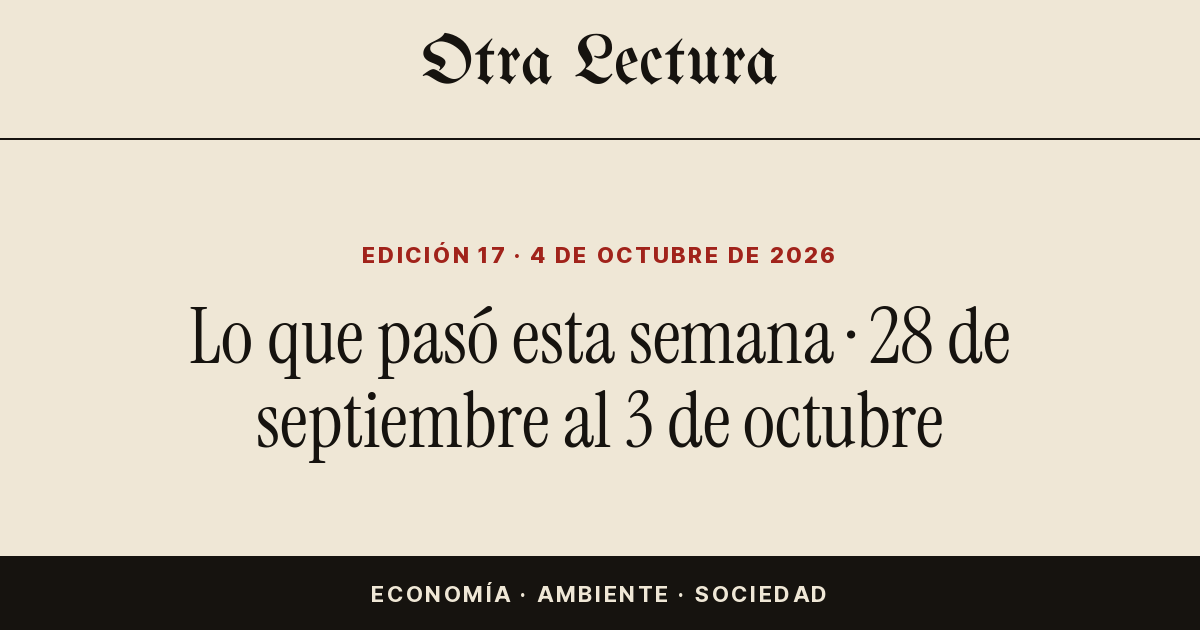 Otra Lectura
EDICIÓN 17 · 4 DE OCTUBRE DE 2026
Lo que pasó esta semana · 28 de
septiembre al 3 de octubre
ECONOMÍA · AMBIENTE · SOCIEDAD